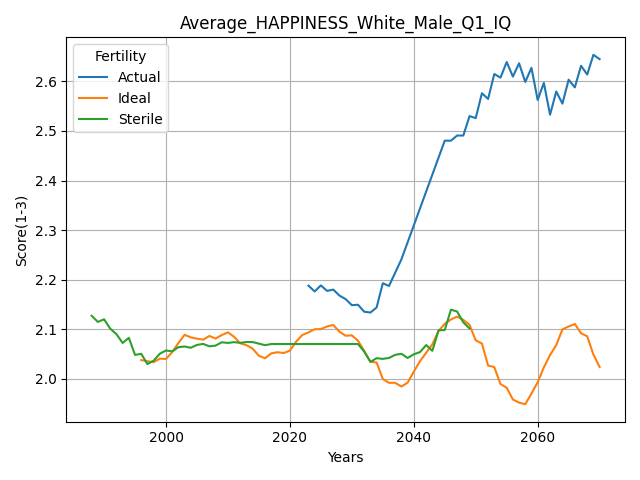 Average_HAPPINESS_White_Male_Q1_IQ
Fertility
Actual
Ideal
Sterile
Score(1-3)
2.6
2.5
2.4
2.3
2.2
2.1
2.0
2000
2020
2040
2060
Years